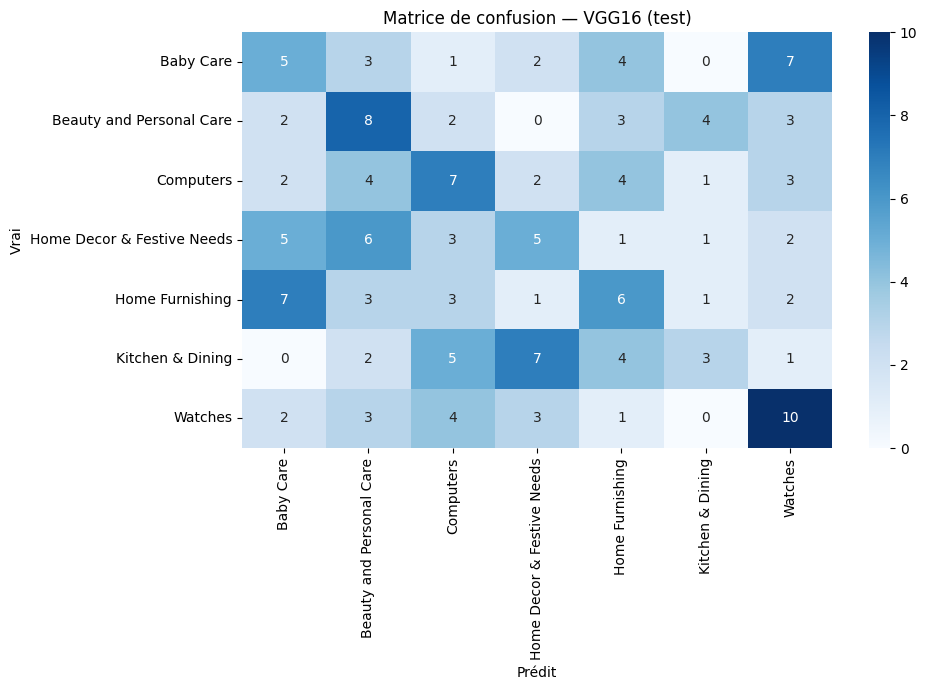 Matrice de confusion — VGG16 (test)
Baby Care 5 3 1 2 4 0 7
Beauty and Personal Care 2 8 2 0 3 4 3
Computers 2 4 7 2 4 1 3
Home Decor & Festive Needs 5 6 3 5 1 1 2
Home Furnishing 7 3 3 1 6 1 2
Kitchen & Dining 0 2 5 7 4 3 1
Watches 2 3 4 3 1 0 10
Vrai
Baby Care
Beauty and Personal Care
Computers
Home Decor & Festive Needs
Home Furnishing
Kitchen & Dining
Watches
Prédit
10
8
6
4
2
0